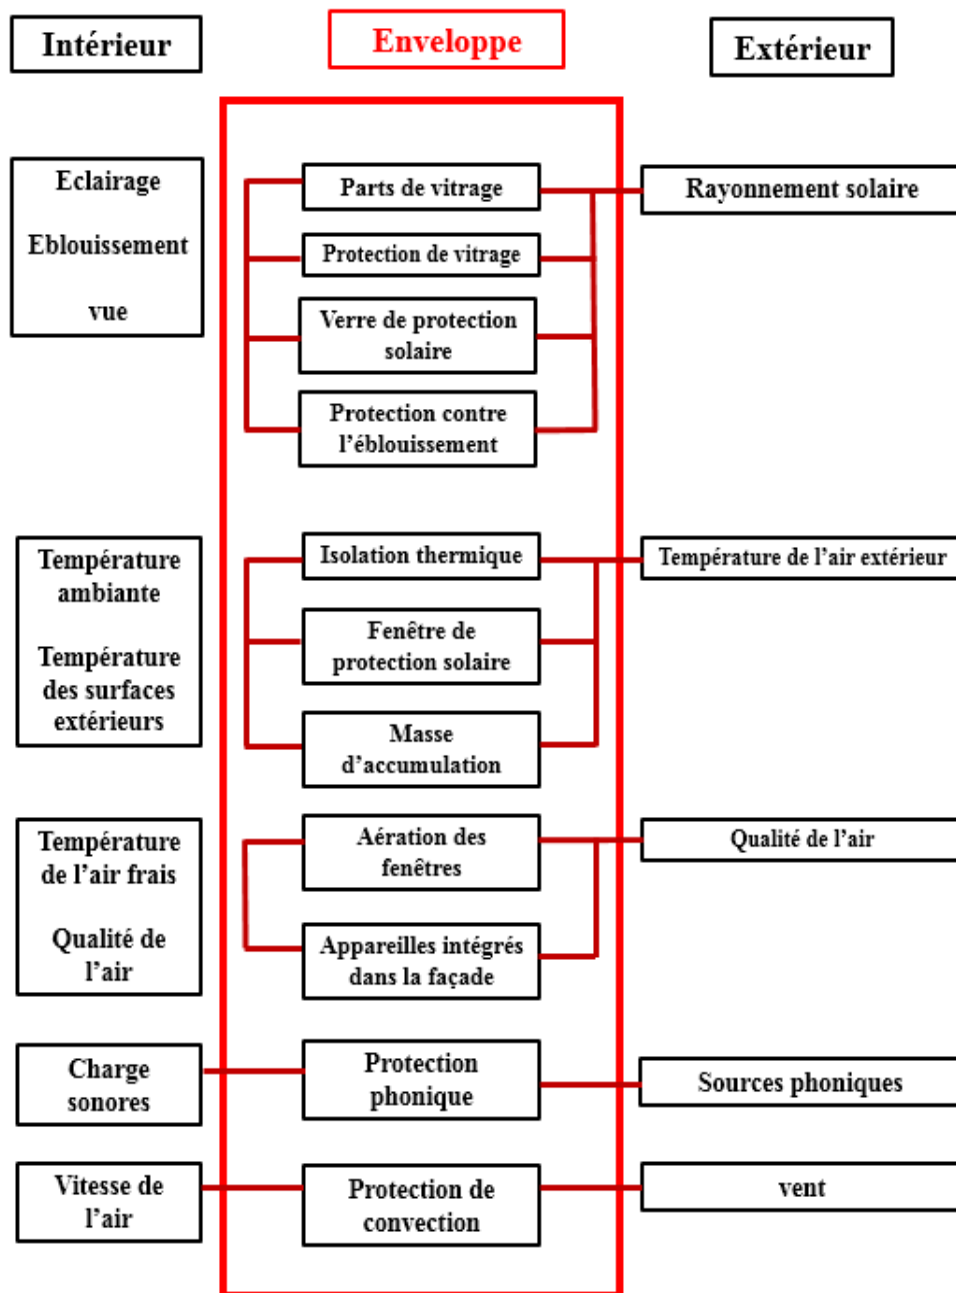 Intérieur
Enveloppe
Extérieur
Eclairage
Eblouissement
vue
Parts de vitrage
Protection de vitrage
Verre de protection
solaire
Protection contre
l’éblouissement
Rayonnement solaire
Température
ambiante
Température
des surfaces
extérieurs
Isolation thermique
Fenêtre de
protection solaire
Masse
d’accumulation
Température de l’air extérieur
Température
de l’air frais
Qualité de
l’air
Aération des
fenêtres
Appareilles intégrés
dans la façade
Qualité de l’air
Charge
sonores
Protection
phonique
Sources phoniques
Vitesse de
l’air
Protection de
convection
vent